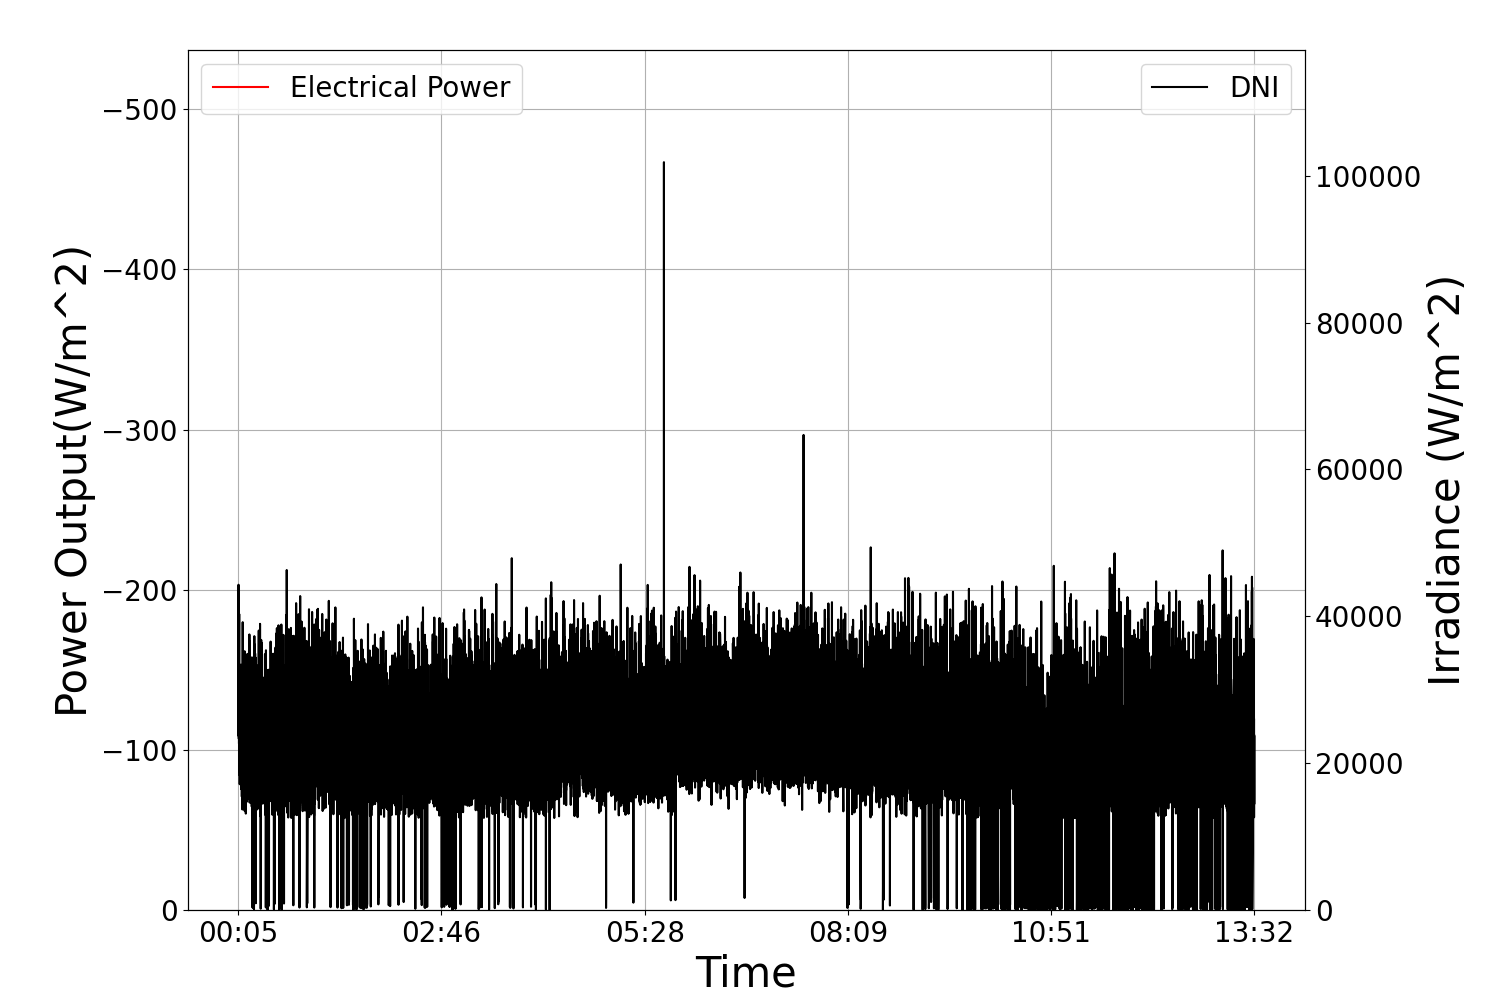 Electrical Power
DNI
−500
−400
−300
−200
−100
0
Power Output(W/m^2)
100000
80000
60000
40000
20000
0
Irradiance (W/m^2)
00:05 02:46 05:28 08:09 10:51 13:32
Time